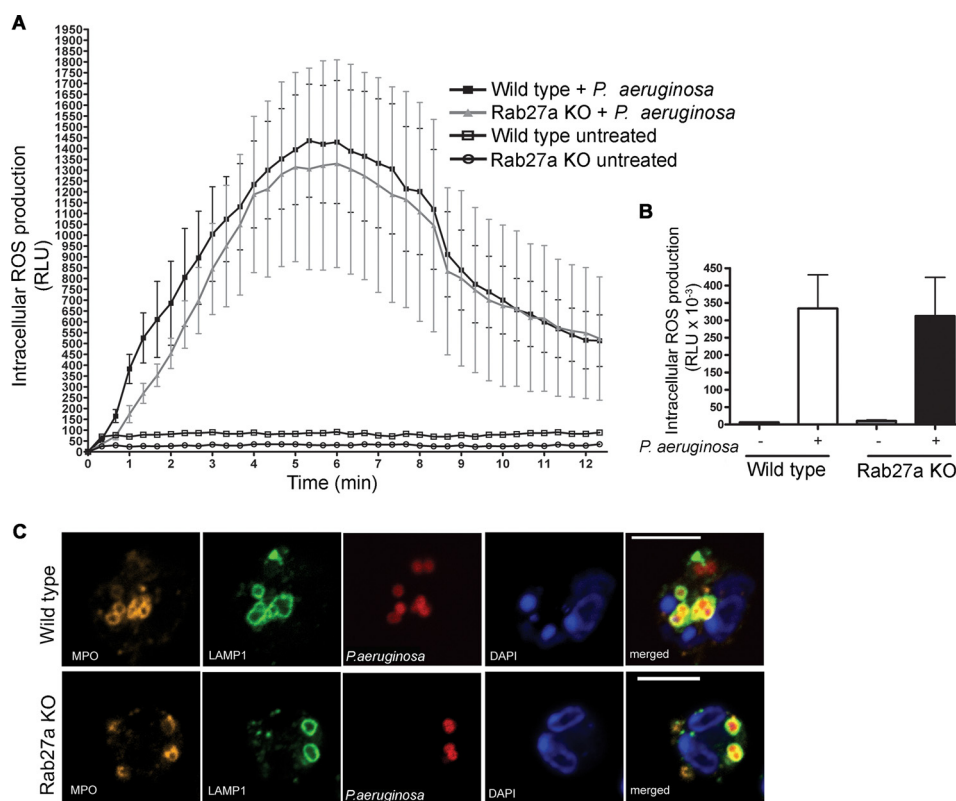 A
1950
1900
1850
1800
1750
1700
1650
1600
1550
1500
1450
1400
1350
1300
1250
1200
1150
1100
1050
1000
950
900
850
800
750
700
650
600
550
500
450
400
350
300
250
200
150
100
50
0
Intracellular ROS production
(RLU)
0 1 2 3 4 5 6 7 8 9 10 11 12
Time (min)
Wild type + P. aeruginosa
Rab27a KO + P. aeruginosa
Wild type untreated
Rab27a KO untreated
B
Intracellular ROS production
(RLU x 10-3)
450
400
350
300
250
200
150
100
50
0
P. aeruginosa - + - +
Wild type Rab27a KO
C
Wild type
MPO LAMP1 P.aeruginosa DAPI merged
Rab27a KO
MPO LAMP1 P.aeruginosa DAPI merged